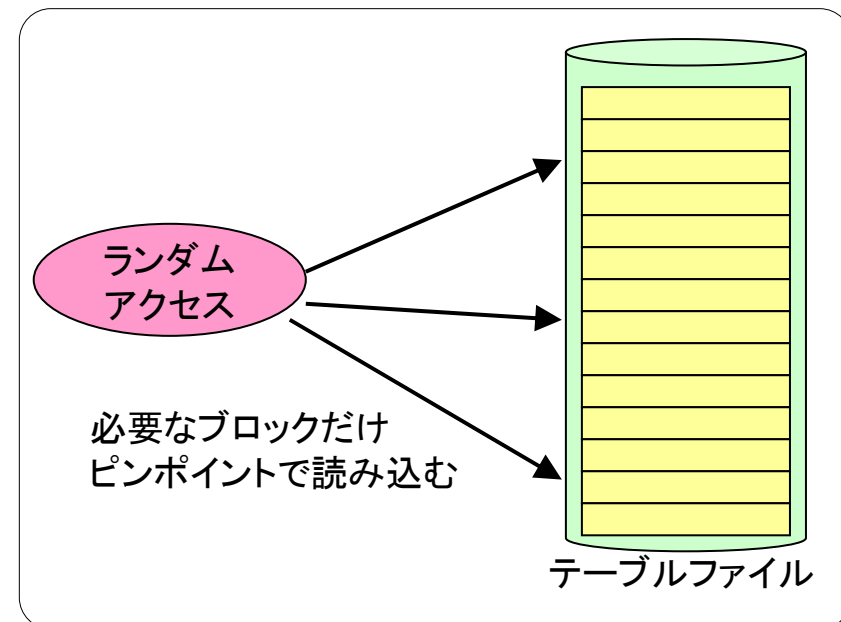 ランダム
アクセス
必要なブロックだけ
ピンポイントで読み込む
テーブルファイル